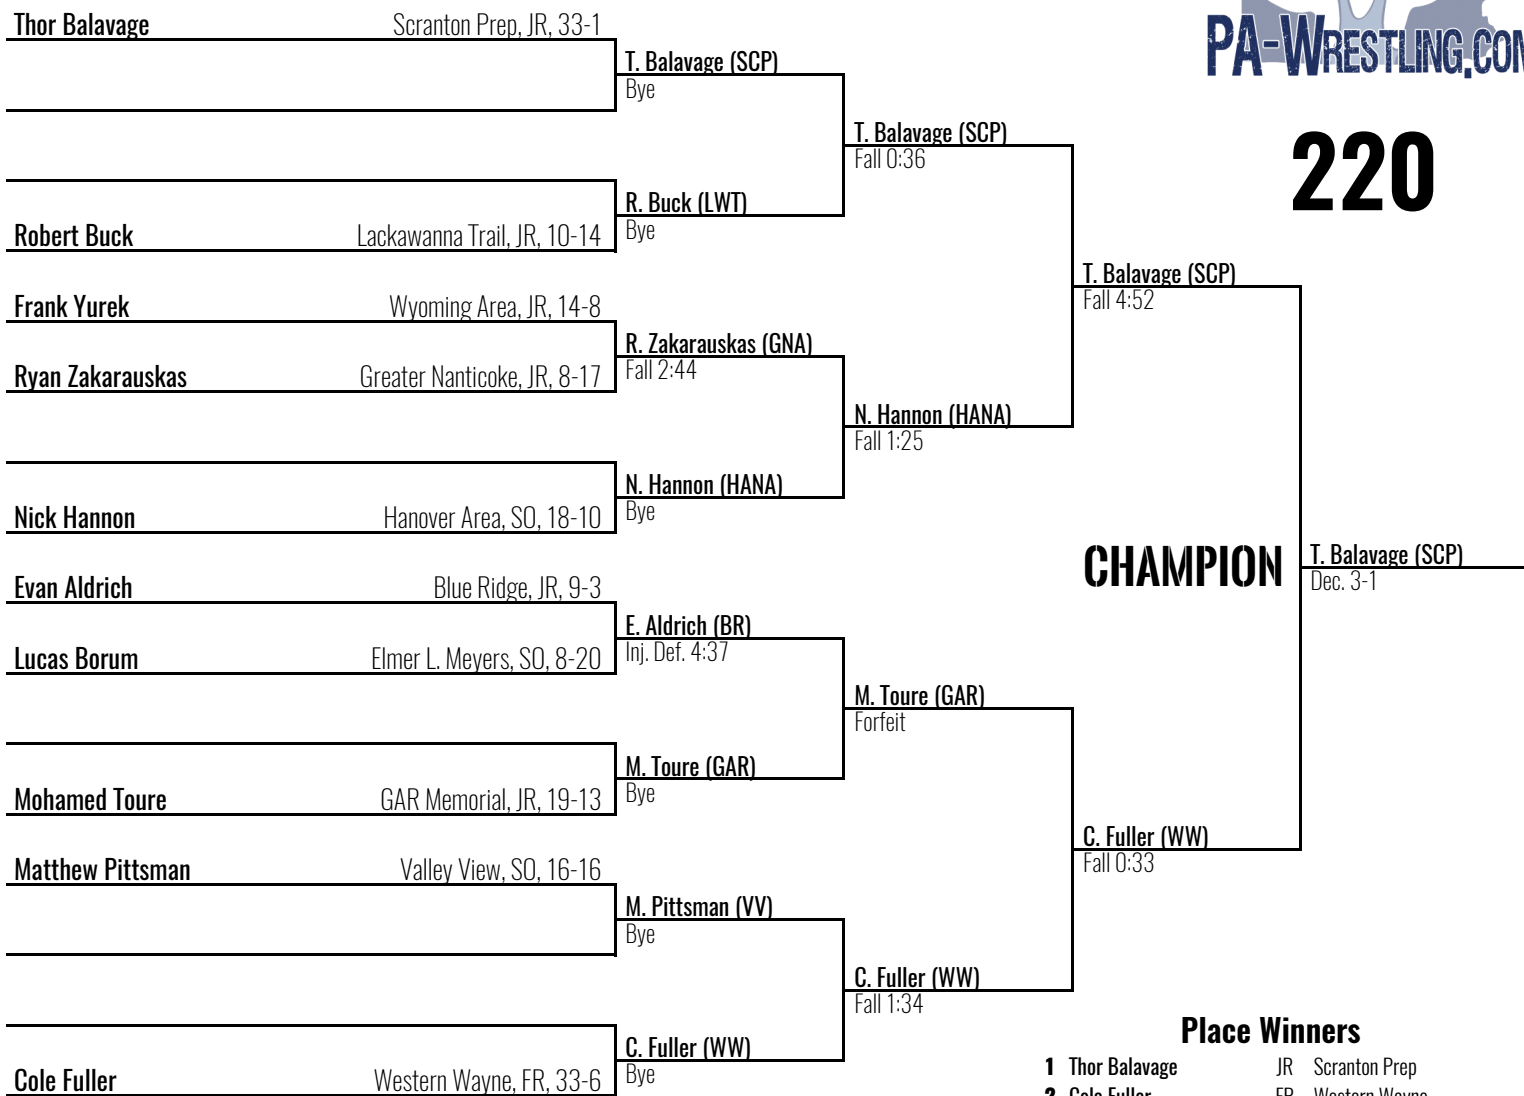 Thor Balavage Scranton Prep, JR, 33-1
PA-WRESTLING.COM
T. Balavage (SCP)
Bye
T. Balavage (SCP)
Fall 0:36
220
R. Buck (LWT)
Bye
Robert Buck Lackawanna Trail, JR, 10-14
T. Balavage (SCP)
Fall 4:52
Frank Yurek Wyoming Area, JR, 14-8
R. Zakarauskas (GNA)
Fall 2:44
Ryan Zakarauskas Greater Nanticoke, JR, 8-17
N. Hannon (HANA)
Fall 1:25
N. Hannon (HANA)
Bye
Nick Hannon Hanover Area, SO, 18-10
CHAMPION
T. Balavage (SCP)
Dec. 3-1
Evan Aldrich Blue Ridge, JR, 9-3
E. Aldrich (BR)
Inj. Def. 4:37
Lucas Borum Elmer L. Meyers, SO, 8-20
M. Toure (GAR)
Forfeit
M. Toure (GAR)
Bye
Mohamed Toure GAR Memorial, JR, 19-13
C. Fuller (WW)
Fall 0:33
Matthew Pittsman Valley View, SO, 16-16
M. Pittsman (VV)
Bye
C. Fuller (WW)
Fall 1:34
C. Fuller (WW)
Bye
Cole Fuller Western Wayne, FR, 33-6
Place Winners
1 Thor Balavage JR Scranton Prep
2 Cole Fuller FR Western Wayne